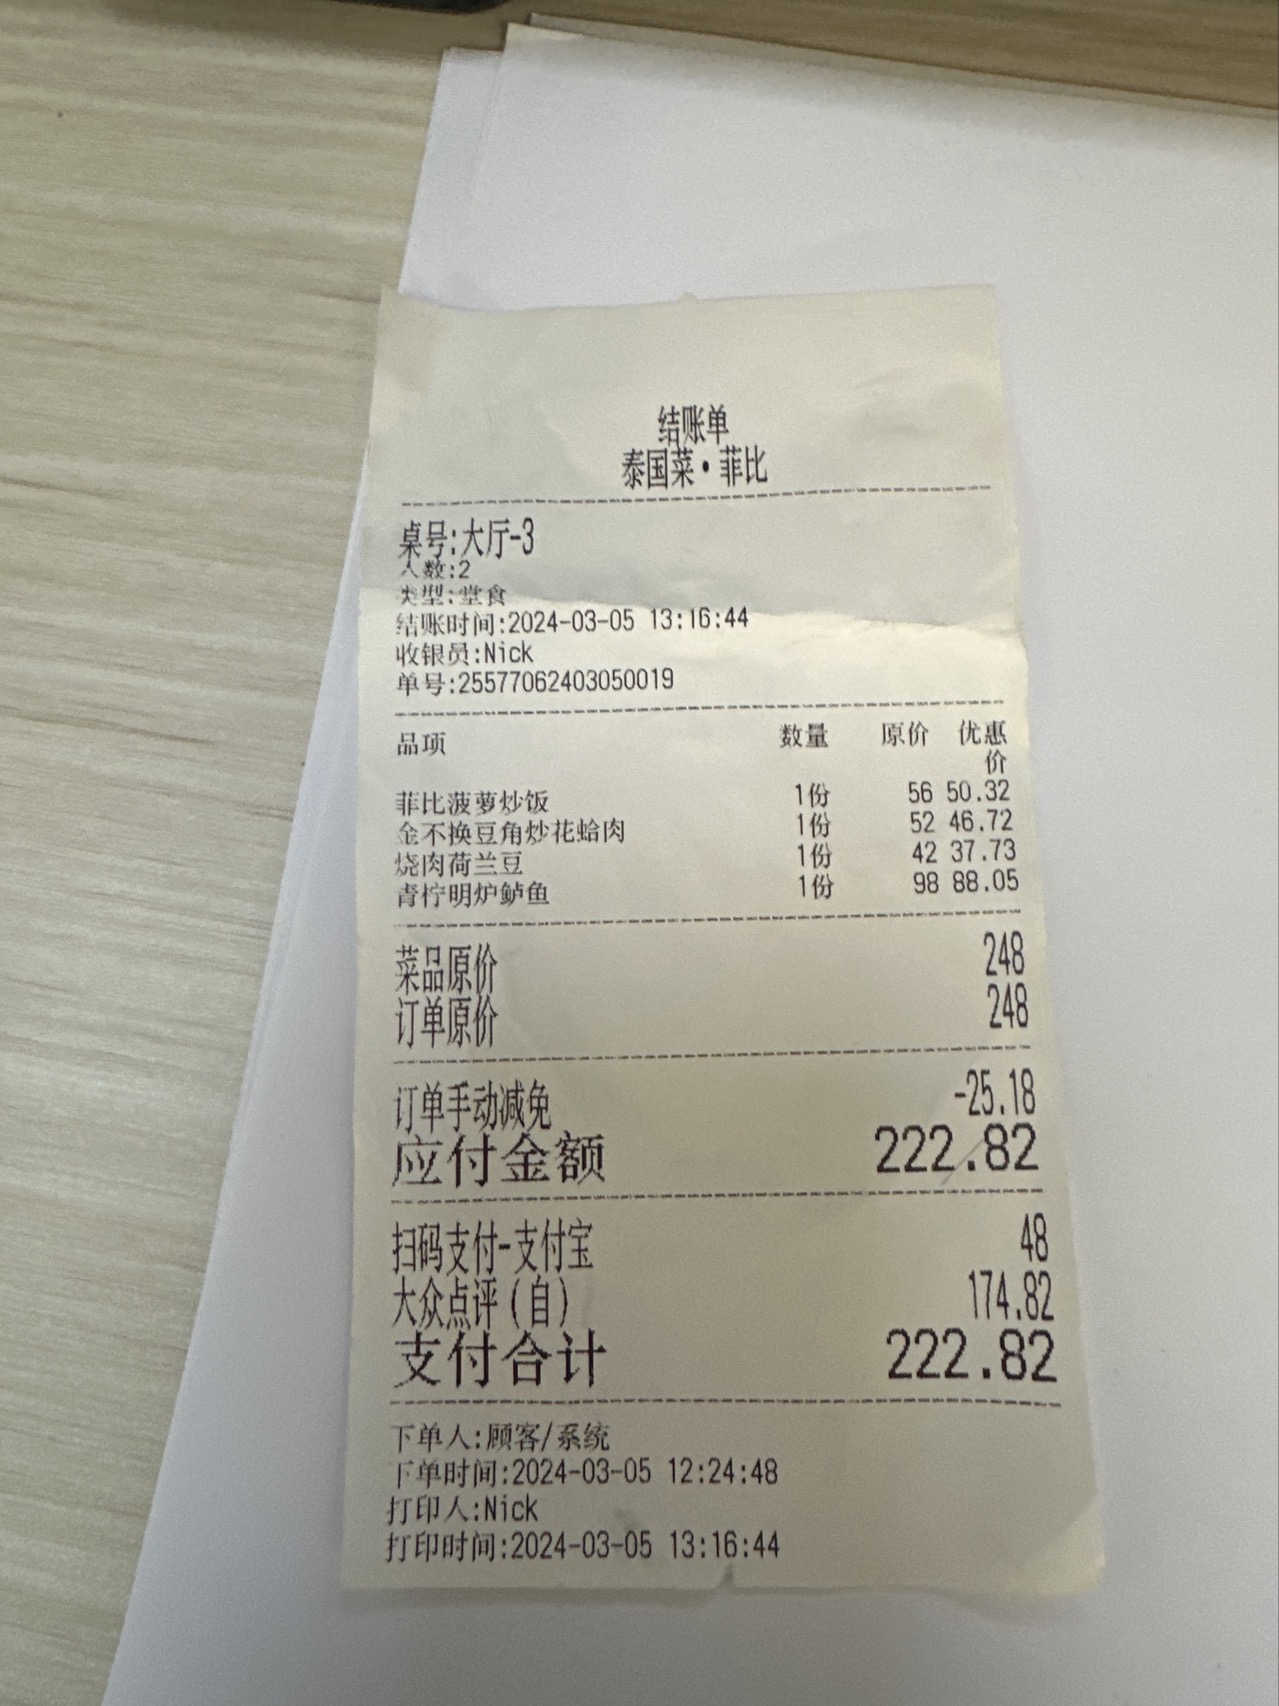 结账单
泰国菜·菲比
桌号:大厅-3
人数:2
类型:堂食
结账时间:2024-03-05 13:16:44
收银员:Nick
单号:25577062403050019
品项 数量 原价 优惠价
菲比菠萝炒饭 1份 56 50.32
金不换豆角炒花蛤肉 1份 52 46.72
烧肉荷兰豆 1份 42 37.73
青柠明炉鲈鱼 1份 98 88.05
菜品原价 248
订单原价 248
订单手动减免 -25.18
应付金额 222.82
扫码支付-支付宝 48
大众点评(自) 174.82
支付合计 222.82
下单人:顾客/系统
下单时间:2024-03-05 12:24:48
打印人:Nick
打印时间:2024-03-05 13:16:44